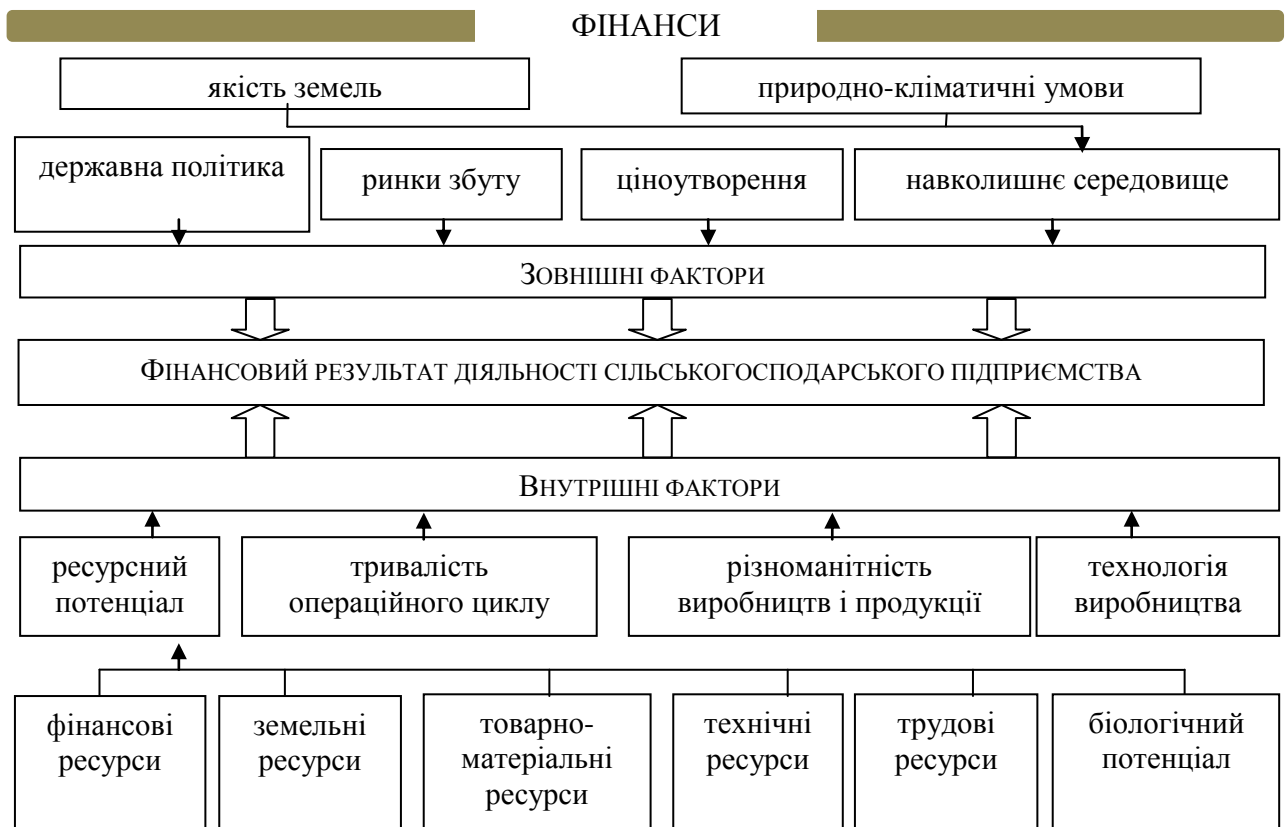 ФІНАНСИ
якість земель
природно-кліматичні умови
державна політика
ринки збуту
ціноутворення
навколишнє середовище
ЗОВНІШНІ ФАКТОРИ
ФІНАНСОВИЙ РЕЗУЛЬТАТ ДІЯЛЬНОСТІ СІЛЬСЬКОГОСПОДАРСЬКОГО ПІДПРИЄМСТВА
ВНУТРІШНІ ФАКТОРИ
ресурсний
потенціал
тривалість
операційного циклу
різноманітність
виробництв і продукції
технологія
виробництва
фінансові
ресурси
земельні
ресурси
товарно-
матеріальні
ресурси
технічні
ресурси
трудові
ресурси
біологічний
потенціал